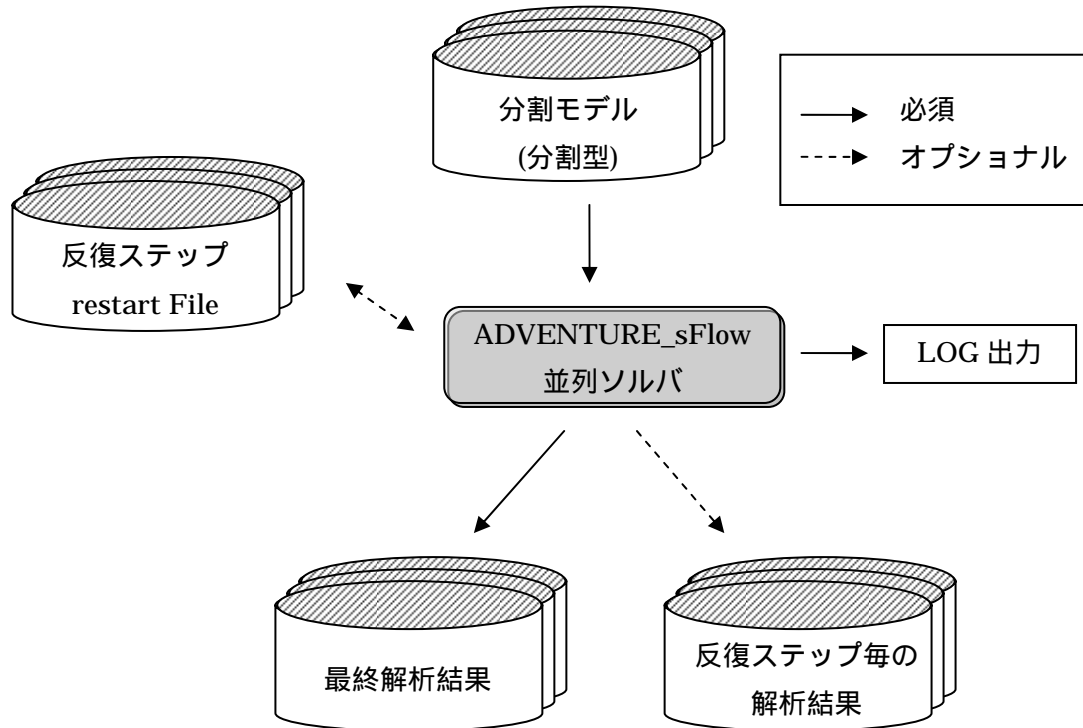 分割モデル
(分割型)
必須
オプショナル
反復ステップ
restart File
ADVENTURE_sFlow
並列ソルバ
LOG 出力
最終解析結果
反復ステップ毎の
解析結果